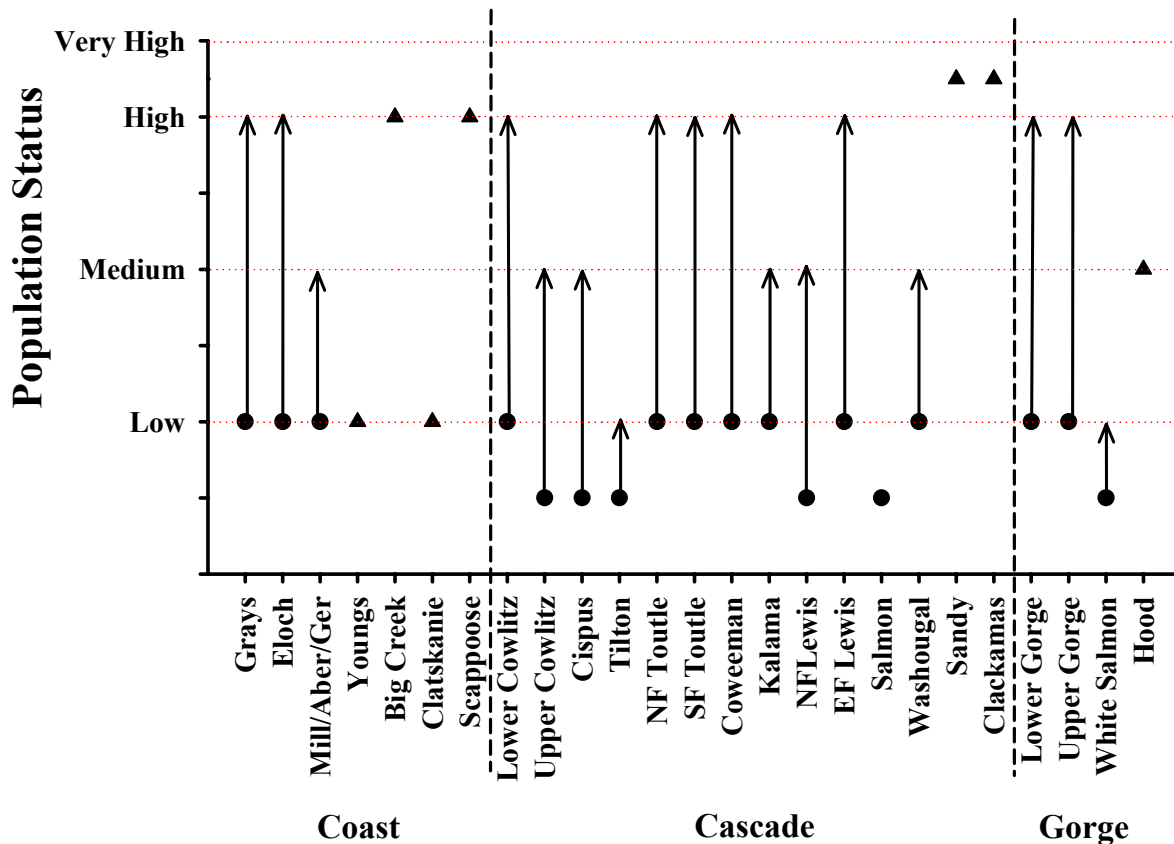 Population Status
Very High
High
Medium
Low
Grays
Eloch
Mill/Aber/Ger
Youngs
Big Creek
Clatskanie
Scappoose
Lower Cowlitz
Upper Cowlitz
Cispus
Tilton
NF Toutle
SF Toutle
Coweeman
Kalama
NFLewis
EF Lewis
Salmon
Washougal
Sandy
Clackamas
Lower Gorge
Upper Gorge
White Salmon
Hood
Coast
Cascade
Gorge